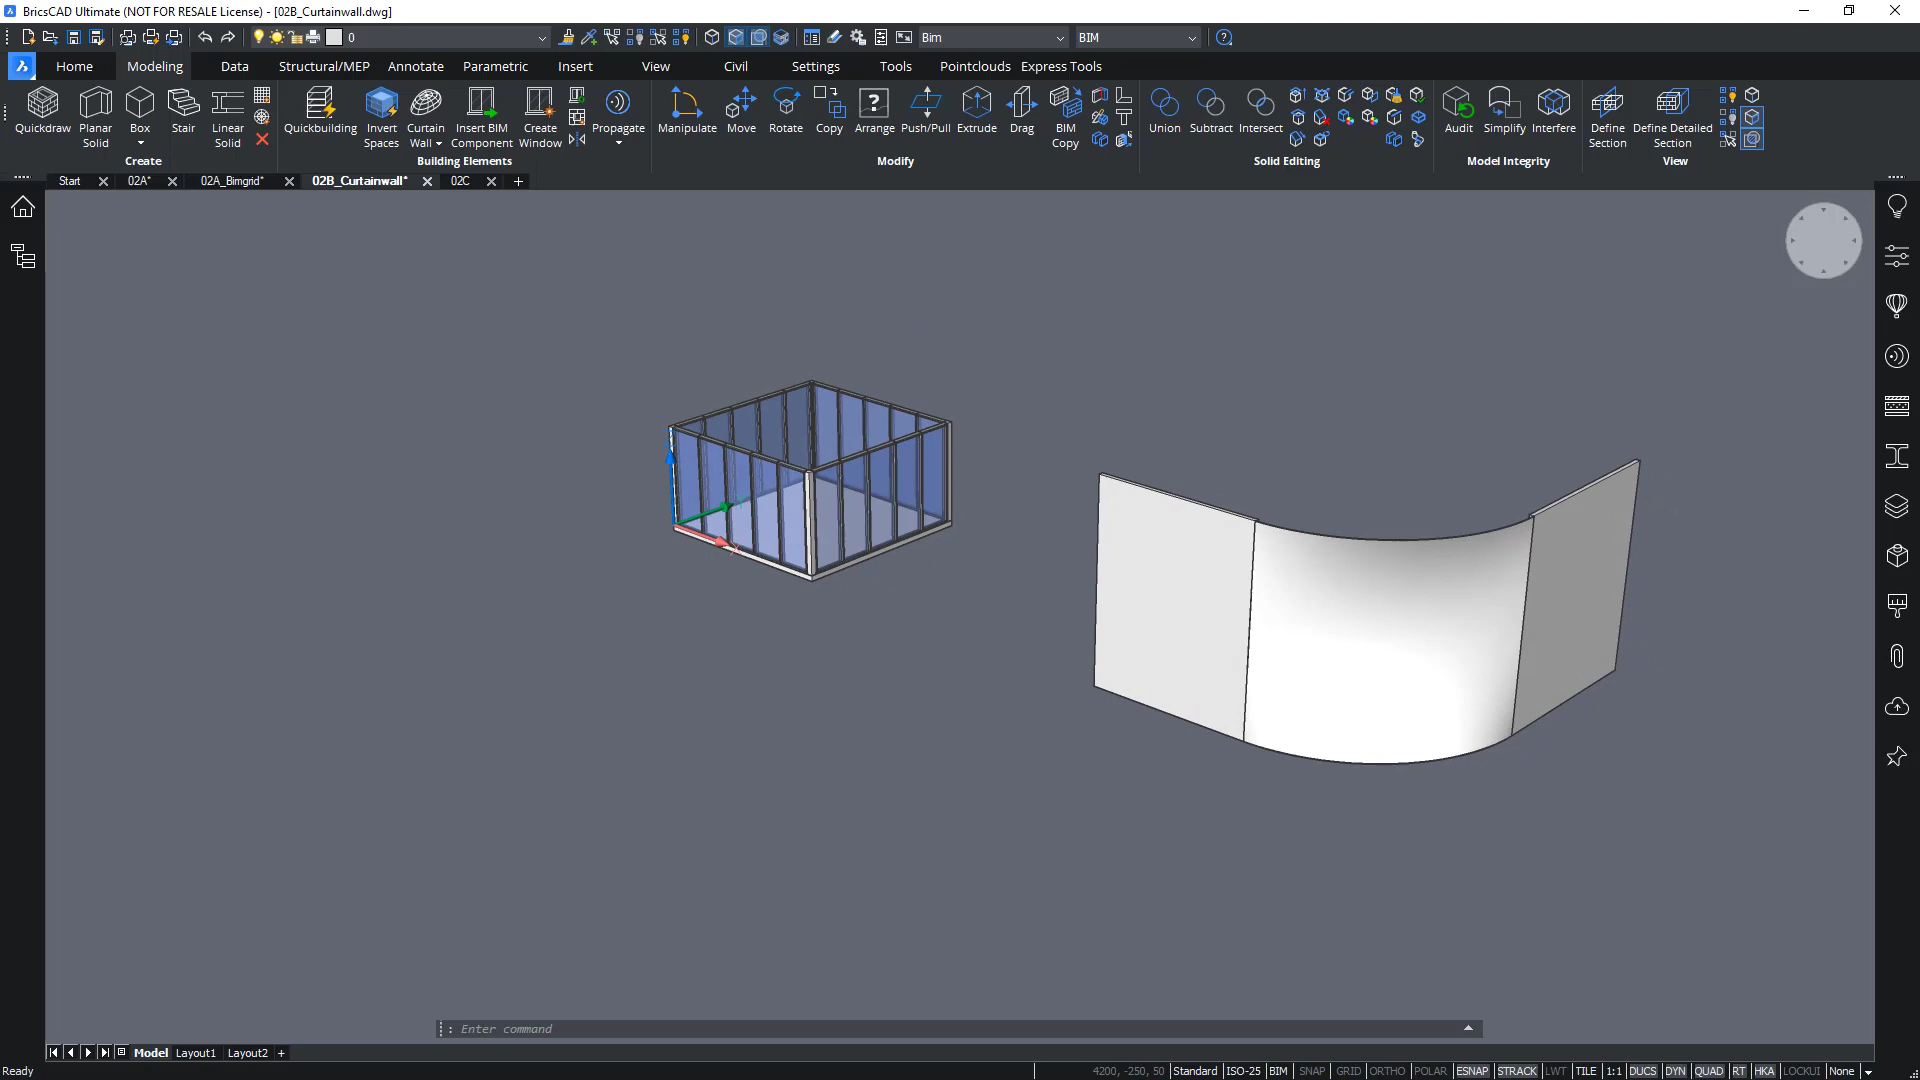 BricsCAD Ultimate (NOT FOR RESALE License) - [02B_Curtainwall.dwg]
0
Bim
BIM
?
Home
Modeling
Data
Structural/MEP
Annotate
Parametric
Insert
View
Civil
Settings
Tools
Pointclouds
Express Tools
Quickdraw
Planar
Solid
Box
Stair
Linear
Solid
Create
Quickbuilding
Invert
Spaces
Curtain
Wall
Insert BIM
Component
Create
Window
Propagate
Building Elements
Manipulate
Move
Rotate
Copy
?
Arrange
Push/Pull
Extrude
Drag
BIM
Copy
Modify
Union
Subtract
Intersect
Solid Editing
Audit
Simplify
Interfere
Model Integrity
Define
Section
Define Detailed
Section
View
Start
02A*
02A_Bimgrid*
02B_Curtainwall*
02C
: Enter command
Model
Layout1
Layout2
+
Ready
4200, -250, 50
Standard
ISO-25
BIM
SNAP
GRID
ORTHO
POLAR
ESNAP
STRACK
LWT
TILE
1:1
DUCS
DYN
QUAD
RT
HKA
LOCKUI
None